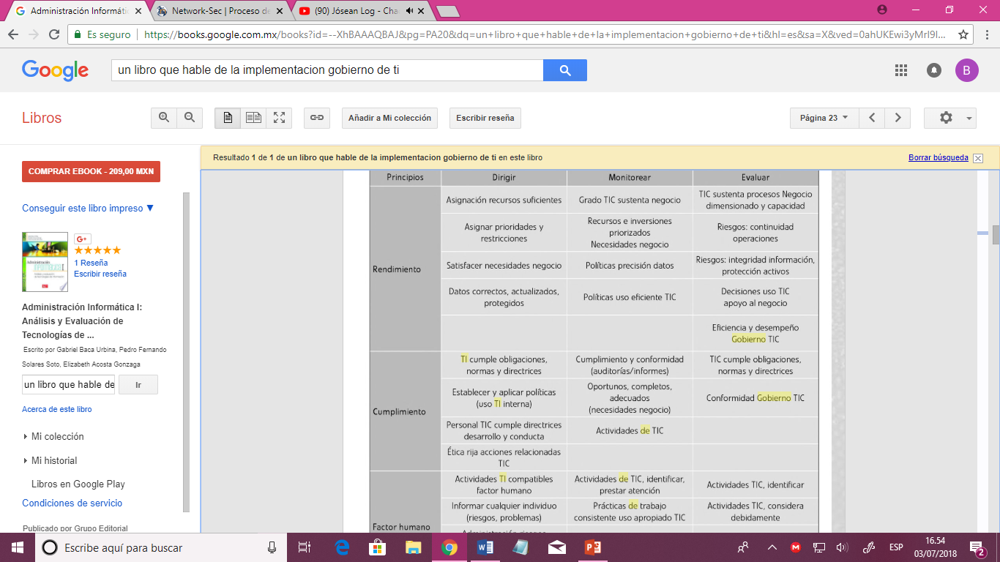 Administración Informátic
Network-Sec | Proceso de
(90) Jósean Log - Cha
Es seguro
https://books.google.com.mx/books?id=--XhBAAAQBAJ&pg=PA20&dq=un+libro+que+hable+de+la+implementacion+gobierno+de+ti&hl=es&sa=X&ved=0ahUKEwi3yMrI9I...
Google
un libro que hable de la implementacion gobierno de ti
B
Libros
Añadir a Mi colección
Escribir reseña
Página 23
Resultado 1 de 1 de un libro que hable de la implementacion gobierno de ti en este libro
Borrar búsqueda
COMPRAR EBOOK - 209,00 MXN
Conseguir este libro impreso ▼
G+
1 Reseña
Escribir reseña
Administración Informática I:
Análisis y Evaluación de
Tecnologías de ...
Escrito por Gabriel Baca Urbina, Pedro Fernando
Solares Soto, Elizabeth Acosta Gonzaga
un libro que hable de
Ir
Acerca de este libro
Mi colección
Mi historial
Libros en Google Play
Condiciones de servicio
Publicado por Grupo Editorial
Principios
Dirigir
Monitorear
Evaluar
Rendimiento
Asignación recursos suficientes
Grado TIC sustenta negocio
TIC sustenta procesos Negocio
dimensionado y capacidad
Asignar prioridades y
restricciones
Recursos e inversiones
priorizados
Necesidades negocio
Riesgos: continuidad
operaciones
Satisfacer necesidades negocio
Políticas precisión datos
Riesgos: integridad información,
protección activos
Datos correctos, actualizados,
protegidos
Políticas uso eficiente TIC
Decisiones uso TIC
apoyo al negocio
Eficiencia y desempeño
Gobierno TIC
Cumplimiento
TI cumple obligaciones,
normas y directrices
Cumplimiento y conformidad
(auditorías/informes)
TIC cumple obligaciones,
normas y directrices
Establecer y aplicar políticas
(uso TI interna)
Oportunos, completos,
adecuados
(necesidades negocio)
Conformidad Gobierno TIC
Personal TIC cumple directrices
desarrollo y conducta
Actividades de TIC
Ética rija acciones relacionadas
TIC
Factor humano
Actividades TI compatibles
factor humano
Actividades de TIC, identificar,
prestar atención
Actividades TIC, identificar
Informar cualquier individuo
(riesgos, problemas)
Prácticas de trabajo
consistente uso apropiado TIC
Actividades TIC, considera
debidamente
Escribe aquí para buscar
ESP
16.54
03/07/2018
2